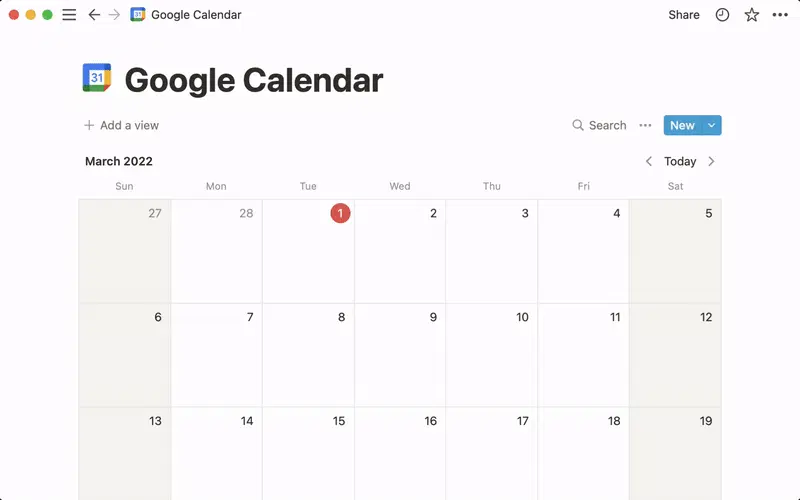 Google Calendar
Share
31 Google Calendar
Add a view
Search
New
March 2022
Today
Sun Mon Tue Wed Thu Fri Sat
27 28 1 2 3 4 5
6 7 8 9 10 11 12
13 14 15 16 17 18 19